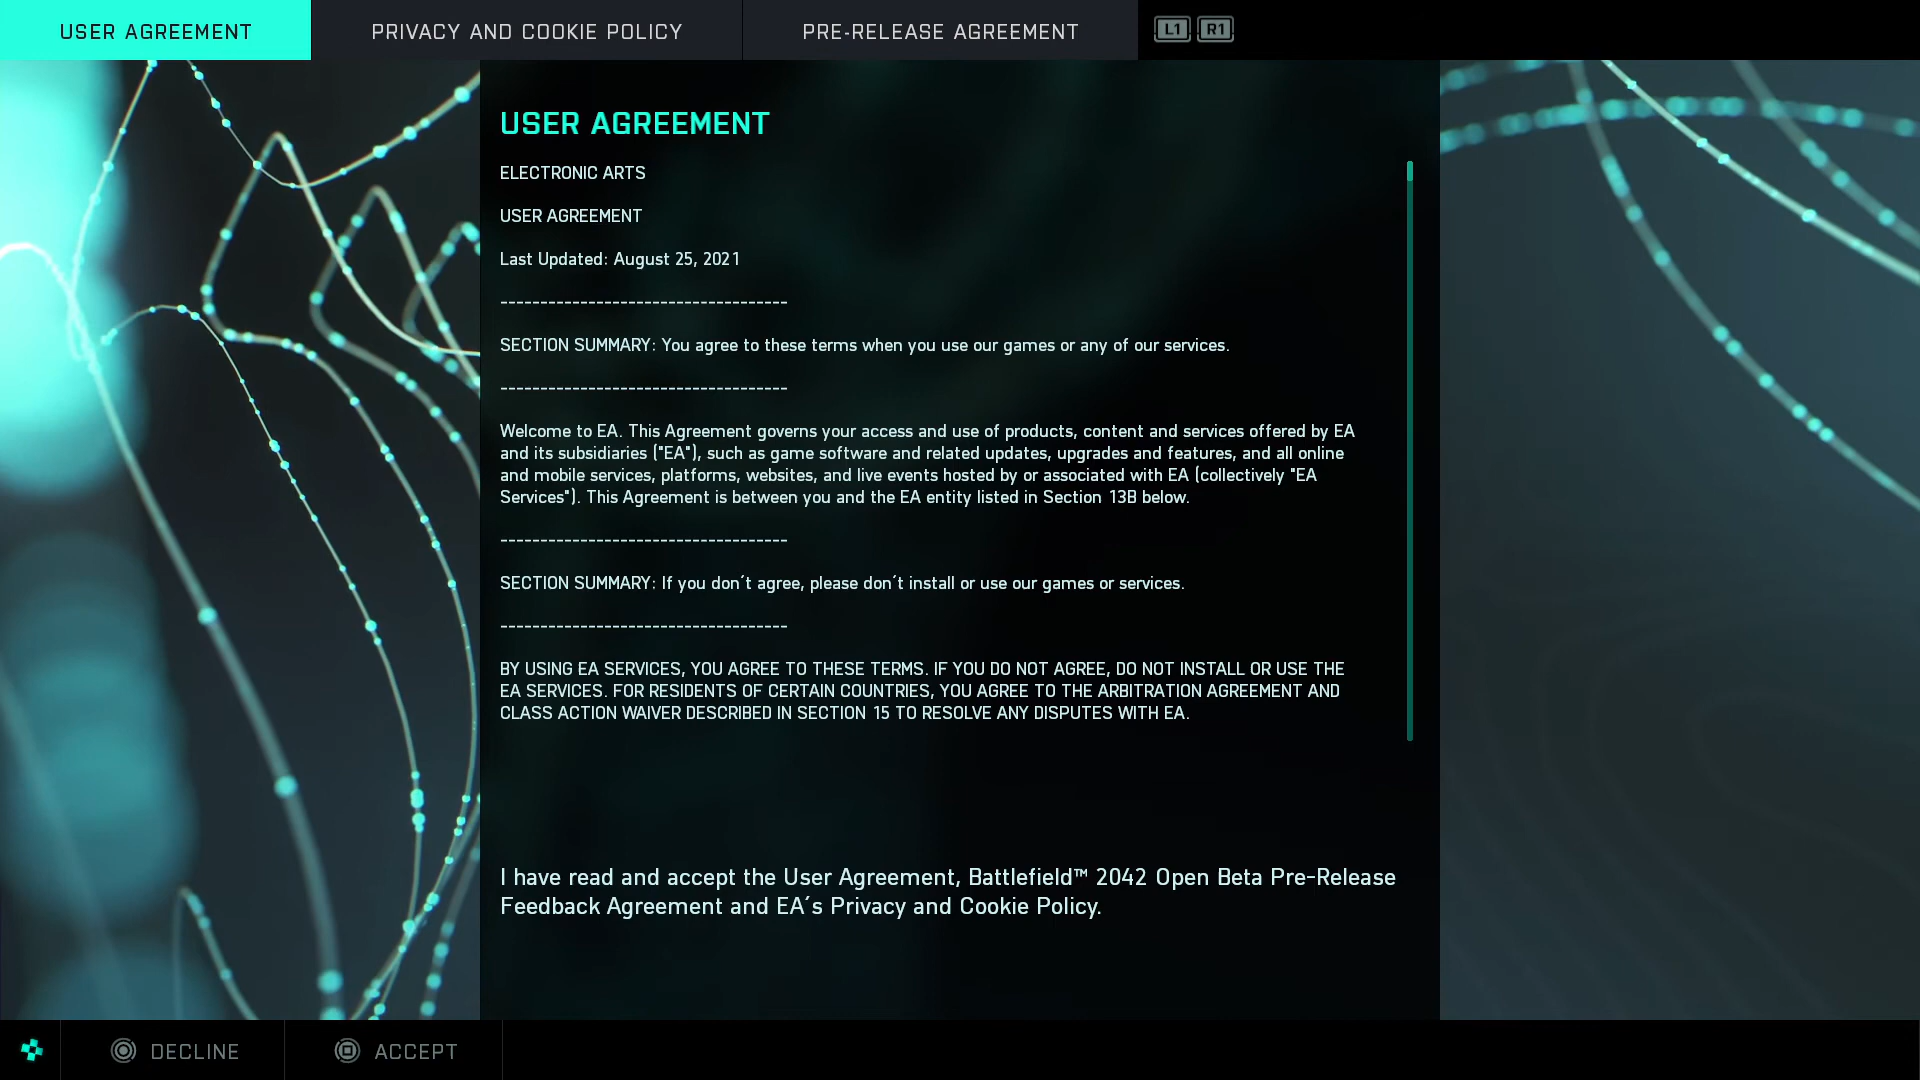 USER AGREEMENT
PRIVACY AND COOKIE POLICY
PRE-RELEASE AGREEMENT
L1 R1
USER AGREEMENT
ELECTRONIC ARTS
USER AGREEMENT
Last Updated: August 25, 2021
------------------------------------
SECTION SUMMARY: You agree to these terms when you use our games or any of our services.
------------------------------------
Welcome to EA. This Agreement governs your access and use of products, content and services offered by EA
and its subsidiaries ("EA"), such as game software and related updates, upgrades and features, and all online
and mobile services, platforms, websites, and live events hosted by or associated with EA (collectively "EA
Services"). This Agreement is between you and the EA entity listed in Section 13B below.
------------------------------------
SECTION SUMMARY: If you don´t agree, please don´t install or use our games or services.
------------------------------------
BY USING EA SERVICES, YOU AGREE TO THESE TERMS. IF YOU DO NOT AGREE, DO NOT INSTALL OR USE THE
EA SERVICES. FOR RESIDENTS OF CERTAIN COUNTRIES, YOU AGREE TO THE ARBITRATION AGREEMENT AND
CLASS ACTION WAIVER DESCRIBED IN SECTION 15 TO RESOLVE ANY DISPUTES WITH EA.
I have read and accept the User Agreement, Battlefield™ 2042 Open Beta Pre-Release
Feedback Agreement and EA´s Privacy and Cookie Policy.
DECLINE
ACCEPT